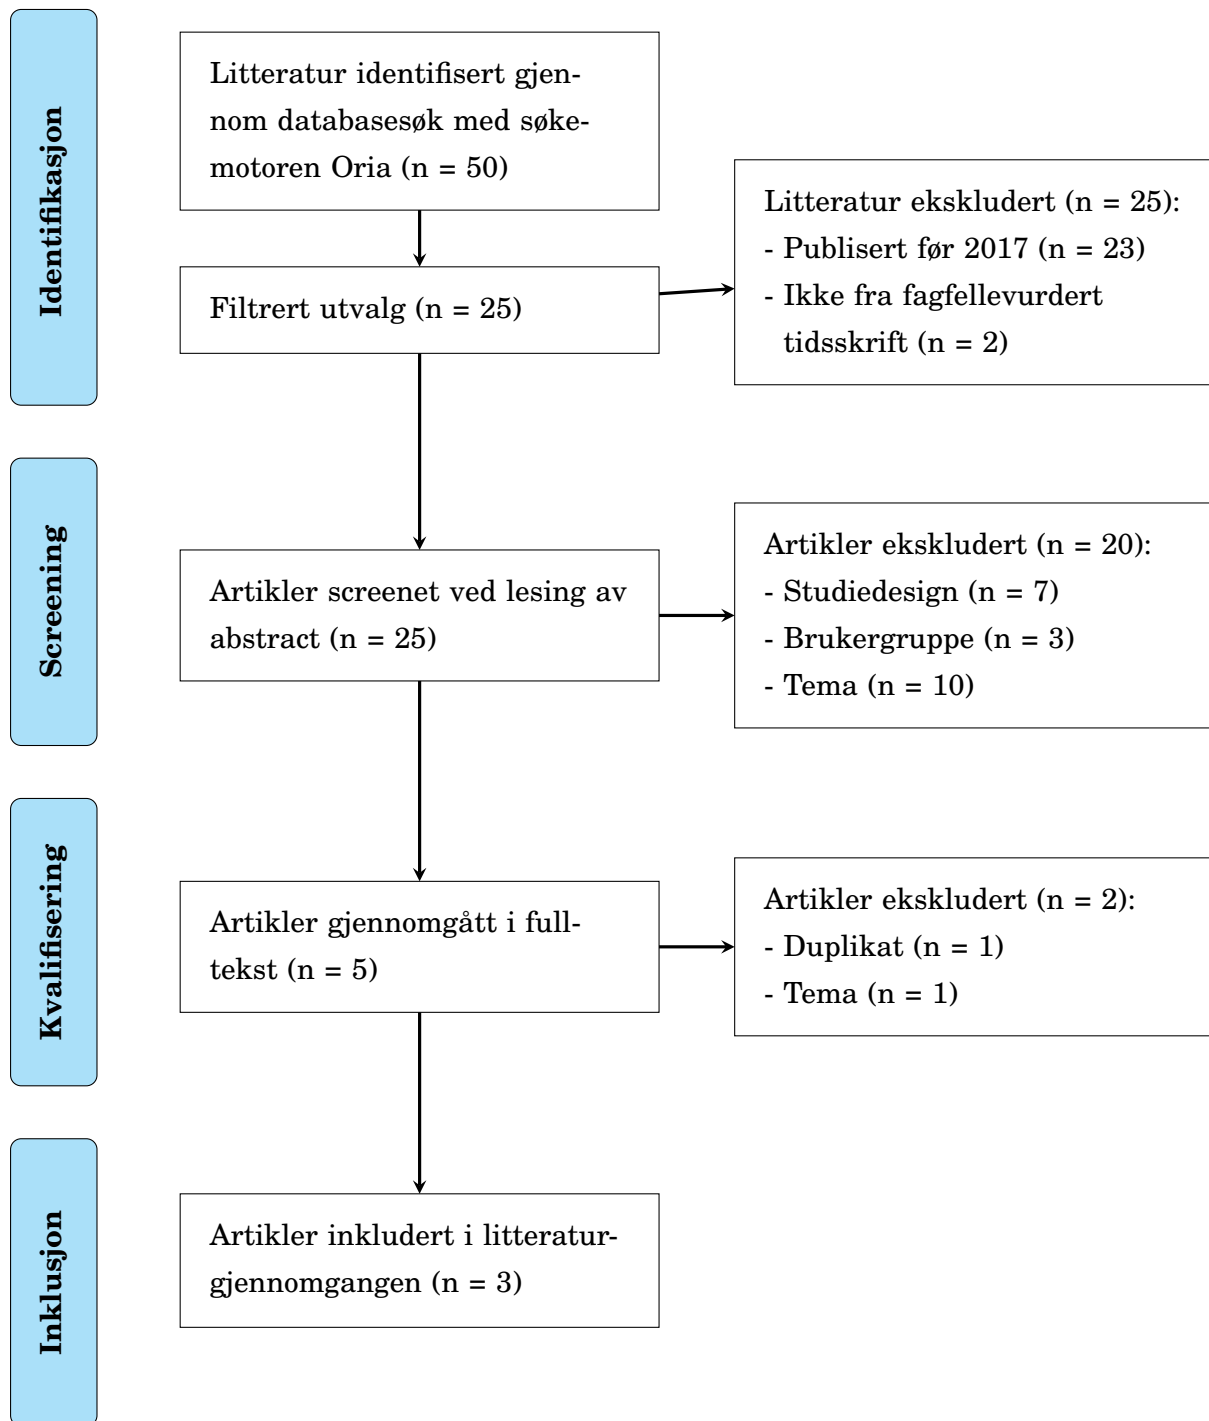 Identifikasjon
Litteratur identifisert gjen-
nom databasesøk med søke-
motoren Oria (n = 50)
Filtrert utvalg (n = 25)
Litteratur ekskludert (n = 25):
- Publisert før 2017 (n = 23)
- Ikke fra fagfellevurdert
tidsskrift (n = 2)
Screening
Artikler screenet ved lesing av
abstract (n = 25)
Artikler ekskludert (n = 20):
- Studiedesign (n = 7)
- Brukergruppe (n = 3)
- Tema (n = 10)
Kvalifisering
Artikler gjennomgått i full-
tekst (n = 5)
Artikler ekskludert (n = 2):
- Duplikat (n = 1)
- Tema (n = 1)
Inklusjon
Artikler inkludert i litteratur-
gjennomgangen (n = 3)